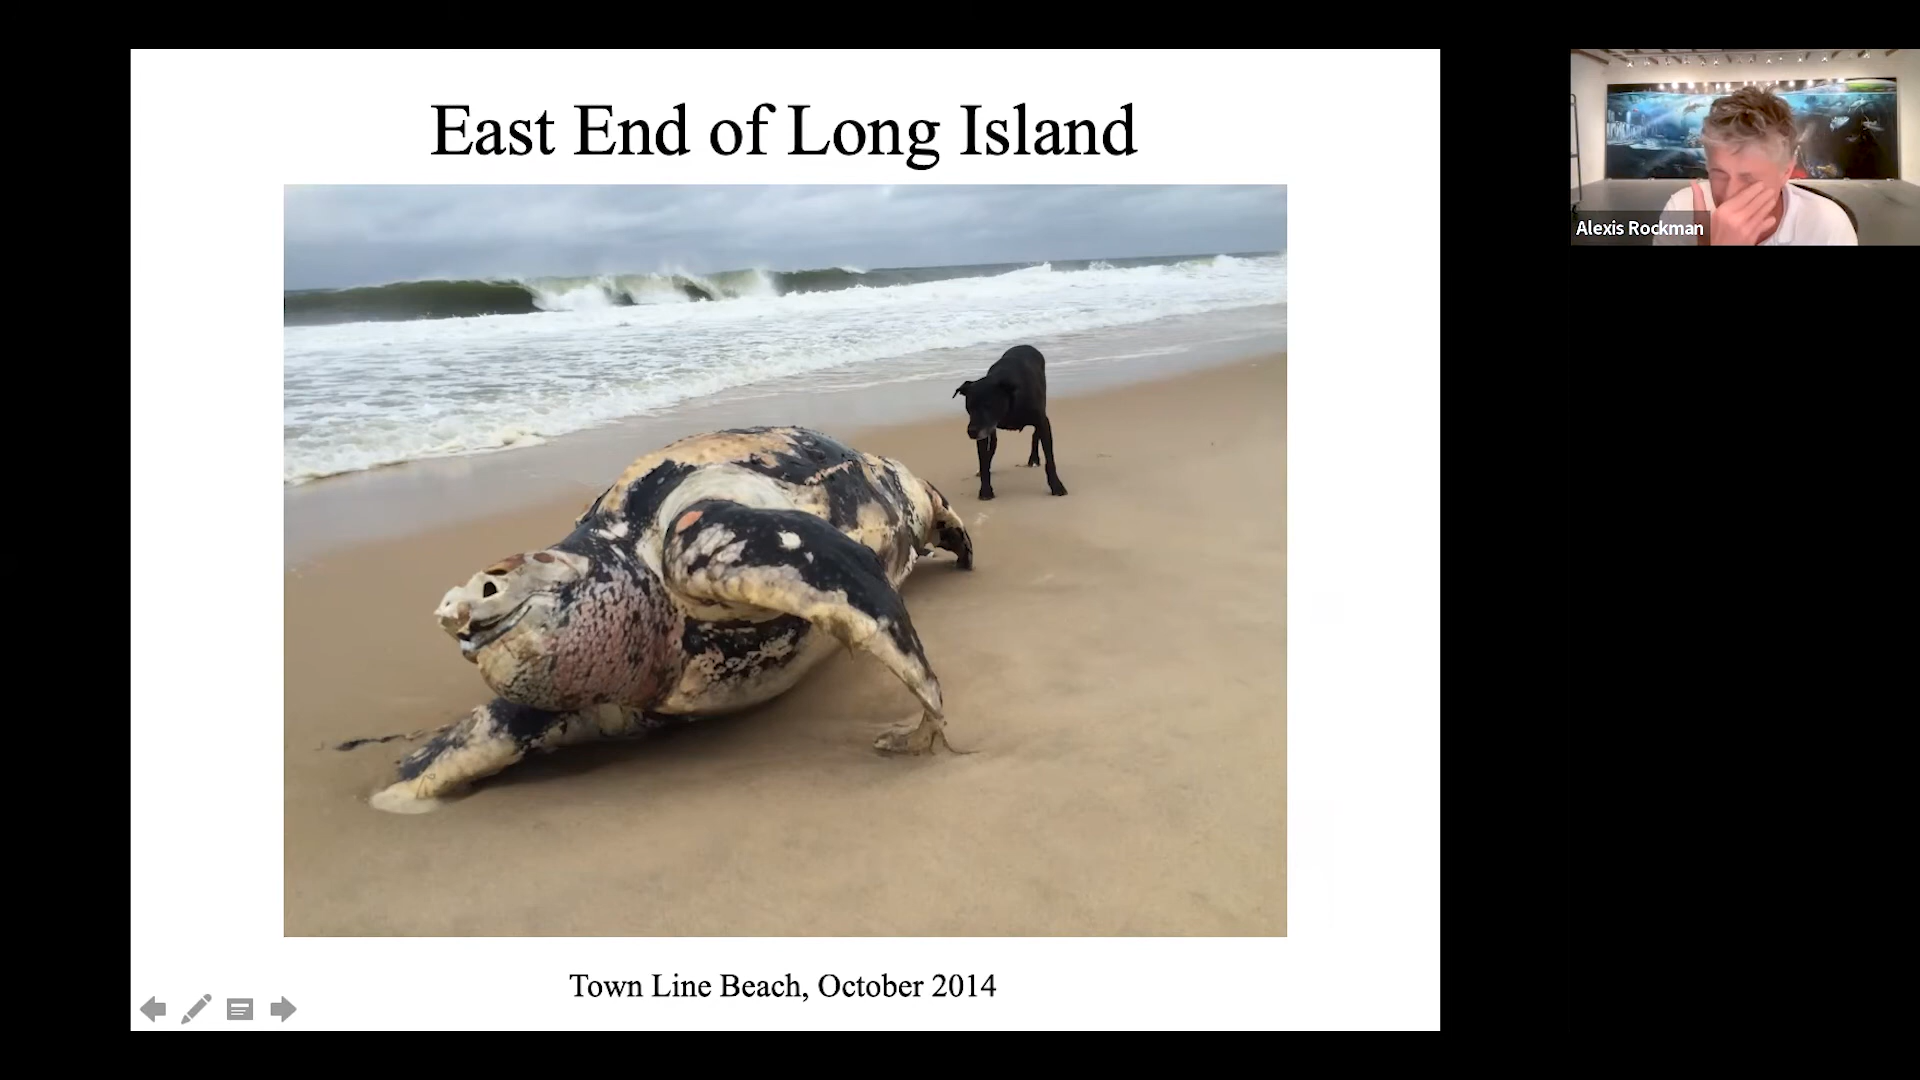 East End of Long Island
Alexis Rockman
Town Line Beach, October 2014